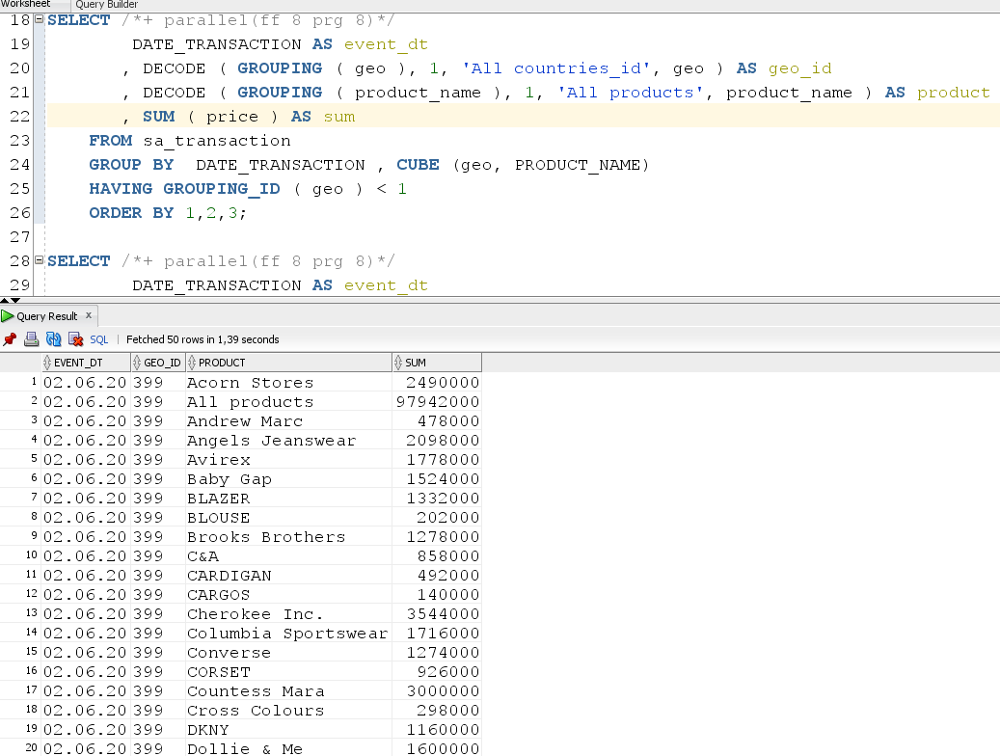 Worksheet Query Builder
18 SELECT /*+ parallel(ff 8 prg 8)*/
19 DATE_TRANSACTION AS event_dt
20 , DECODE ( GROUPING ( geo ), 1, 'All countries_id', geo ) AS geo_id
21 , DECODE ( GROUPING ( product_name ), 1, 'All products', product_name ) AS product
22 , SUM ( price ) AS sum
23 FROM sa_transaction
24 GROUP BY DATE_TRANSACTION , CUBE (geo, PRODUCT_NAME)
25 HAVING GROUPING_ID ( geo ) < 1
26 ORDER BY 1,2,3;
27
28 SELECT /*+ parallel(ff 8 prg 8)*/
29 DATE_TRANSACTION AS event_dt
Query Result x
SQL | Fetched 50 rows in 1,39 seconds
EVENT_DT GEO_ID PRODUCT SUM
1 02.06.20 399 Acorn Stores 2490000
2 02.06.20 399 All products 97942000
3 02.06.20 399 Andrew Marc 478000
4 02.06.20 399 Angels Jeanswear 2098000
5 02.06.20 399 Avirex 1778000
6 02.06.20 399 Baby Gap 1524000
7 02.06.20 399 BLAZER 1332000
8 02.06.20 399 BLOUSE 202000
9 02.06.20 399 Brooks Brothers 1278000
10 02.06.20 399 C&A 858000
11 02.06.20 399 CARDIGAN 492000
12 02.06.20 399 CARGOS 140000
13 02.06.20 399 Cherokee Inc. 3544000
14 02.06.20 399 Columbia Sportswear 1716000
15 02.06.20 399 Converse 1274000
16 02.06.20 399 CORSET 926000
17 02.06.20 399 Countess Mara 3000000
18 02.06.20 399 Cross Colours 298000
19 02.06.20 399 DKNY 1160000
20 02.06.20 399 Dollie & Me 1600000